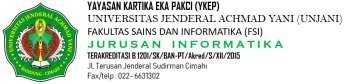 YAYASAN KARTIKA EKA PAKCI (YKEP)
UNIVERSITAS JENDERAL ACHMAD YANI (UNJANI)
FAKULTAS SAINS DAN INFORMATIKA (FSI)
JURUSAN INFORMATIKA
TERAKREDITASI B 1201/SK/BAN-PT/Akred/S/XII/2015
Jl. Terusan Jenderal Sudirman Cimahi
Fax/telp : 022 - 6631302